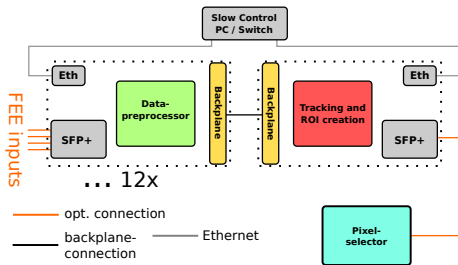 Slow Control
PC / Switch
Eth
Data-
preprocessor
Backplane
SFP+
FEE inputs
Backplane
Tracking and
ROI creation
Eth
SFP+
... 12x
opt. connection
backplane-
connection
Ethernet
Pixel-
selector